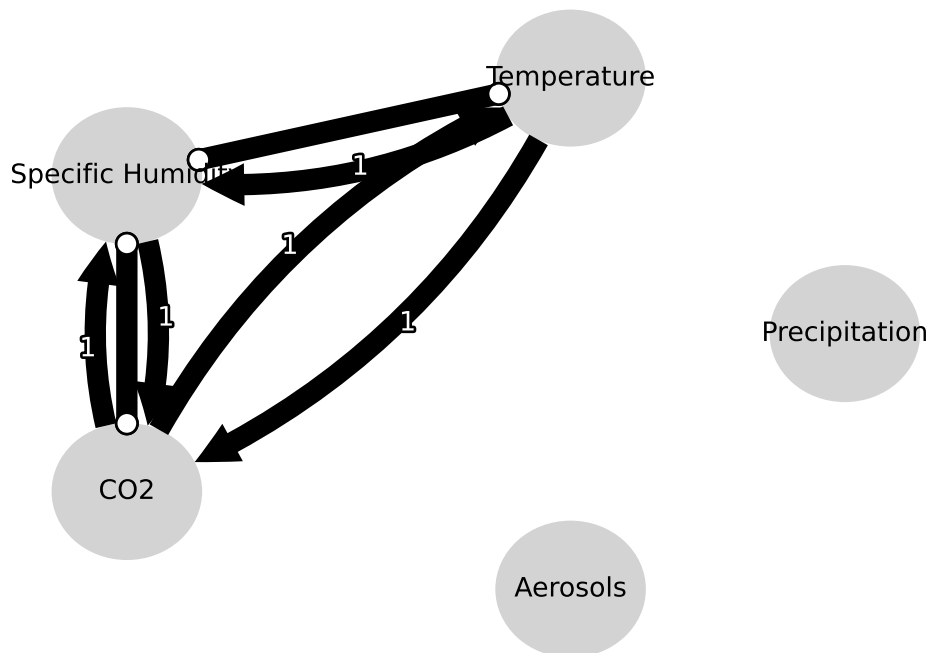 Temperature
1
Specific Humidity
1
1
1
1
Precipitation
CO2
Aerosols